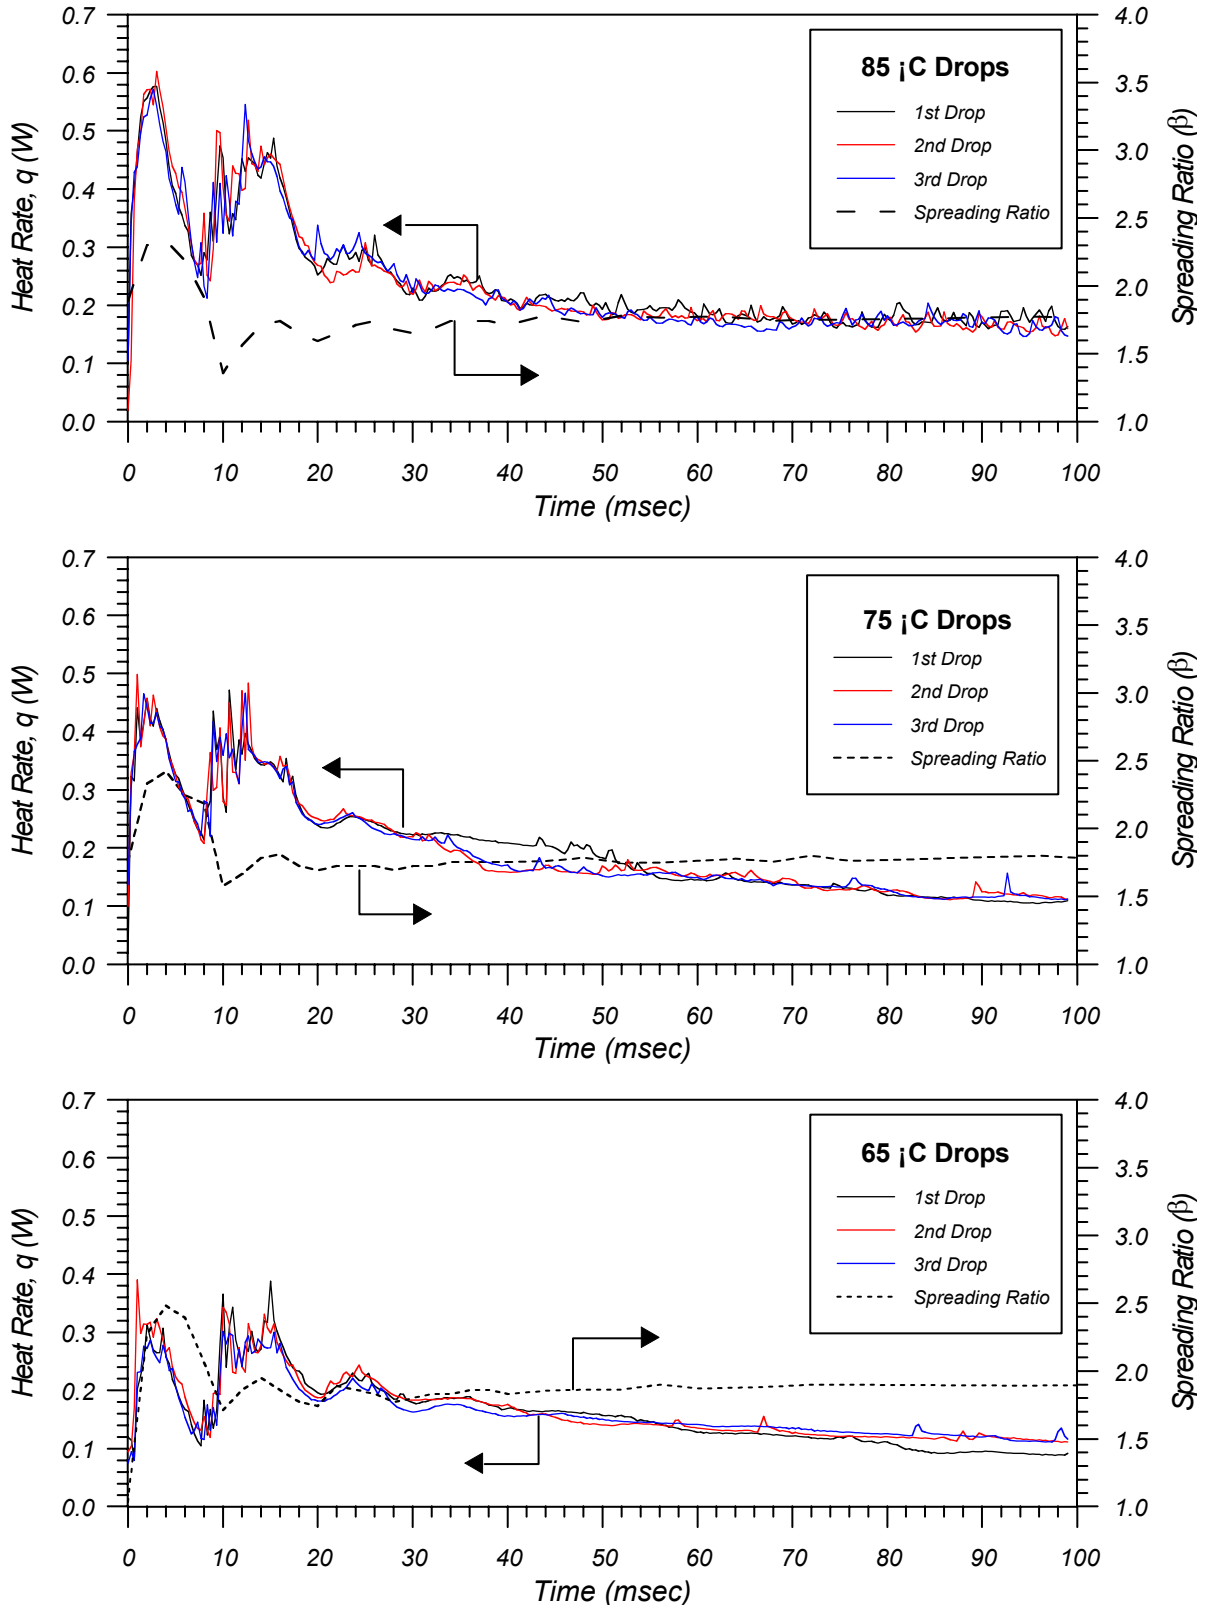 0.7
0.6
0.5
0.4
0.3
0.2
0.1
0.0
Heat Rate, q (W)
4.0
3.5
3.0
2.5
2.0
1.5
1.0
Spreading Ratio (β)
85 ¡C Drops
1st Drop
2nd Drop
3rd Drop
Spreading Ratio
0 10 20 30 40 50 60 70 80 90 100
Time (msec)
0.7
0.6
0.5
0.4
0.3
0.2
0.1
0.0
Heat Rate, q (W)
4.0
3.5
3.0
2.5
2.0
1.5
1.0
Spreading Ratio (β)
75 ¡C Drops
1st Drop
2nd Drop
3rd Drop
Spreading Ratio
0 10 20 30 40 50 60 70 80 90 100
Time (msec)
0.7
0.6
0.5
0.4
0.3
0.2
0.1
0.0
Heat Rate, q (W)
4.0
3.5
3.0
2.5
2.0
1.5
1.0
Spreading Ratio (β)
65 ¡C Drops
1st Drop
2nd Drop
3rd Drop
Spreading Ratio
0 10 20 30 40 50 60 70 80 90 100
Time (msec)